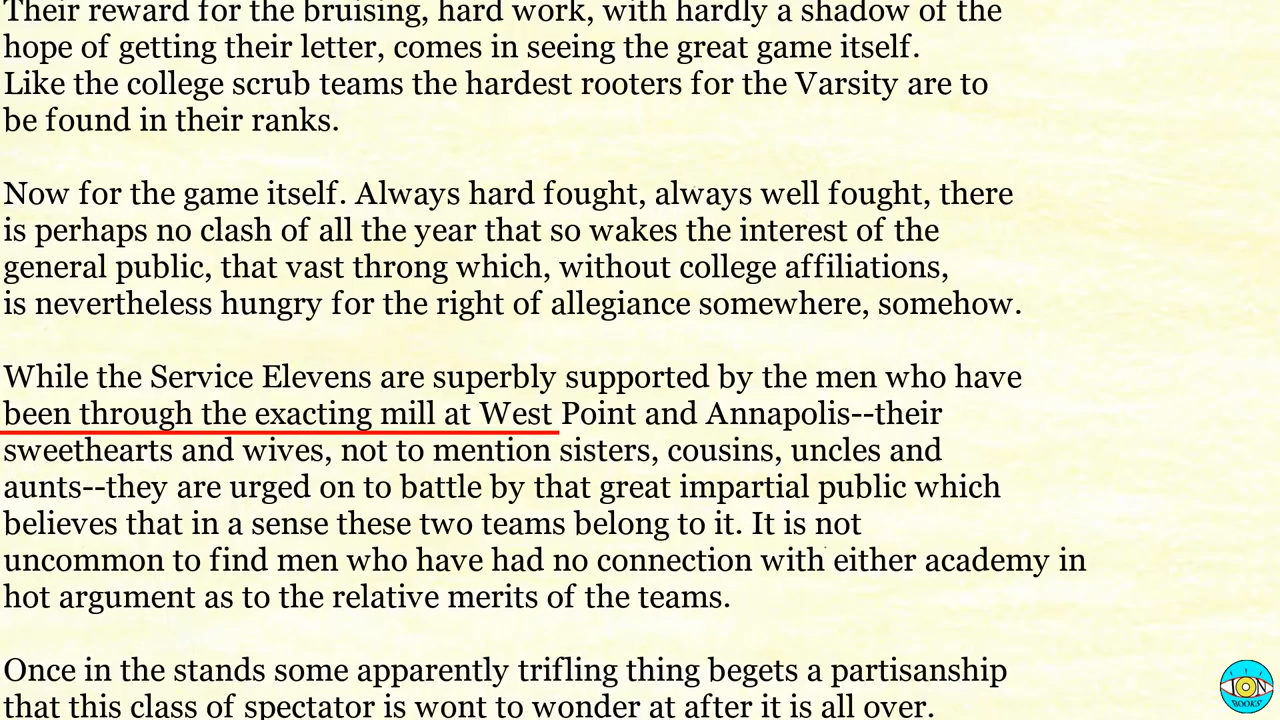 Their reward for the bruising, hard work, with hardly a shadow of the
hope of getting their letter, comes in seeing the great game itself.
Like the college scrub teams the hardest rooters for the Varsity are to
be found in their ranks.
Now for the game itself. Always hard fought, always well fought, there
is perhaps no clash of all the year that so wakes the interest of the
general public, that vast throng which, without college affiliations,
is nevertheless hungry for the right of allegiance somewhere, somehow.
While the Service Elevens are superbly supported by the men who have
been through the exacting mill at West Point and Annapolis--their
sweethearts and wives, not to mention sisters, cousins, uncles and
aunts--they are urged on to battle by that great impartial public which
believes that in a sense these two teams belong to it. It is not
uncommon to find men who have had no connection with either academy in
hot argument as to the relative merits of the teams.
Once in the stands some apparently trifling thing begets a partisanship
that this class of spectator is wont to wonder at after it is all over.
ION
BOOKS